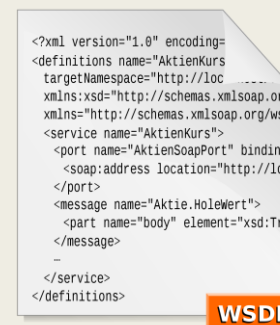 <?xml version="1.0" encoding=
<definitions name="AktienKurs
targetNamespace="http://loc
xmlns:xsd="http://schemas.xmlsoap.or
xmlns="http://schemas.xmlsoap.org/ws
<service name="AktienKurs">
<port name="AktienSoapPort" bindin
<soap:address location="http://lo
</port>
<message name="Aktie.HoleWert">
<part name="body" element="xsd:Tr
</message>
–
</service>
</definitions>
WSDL